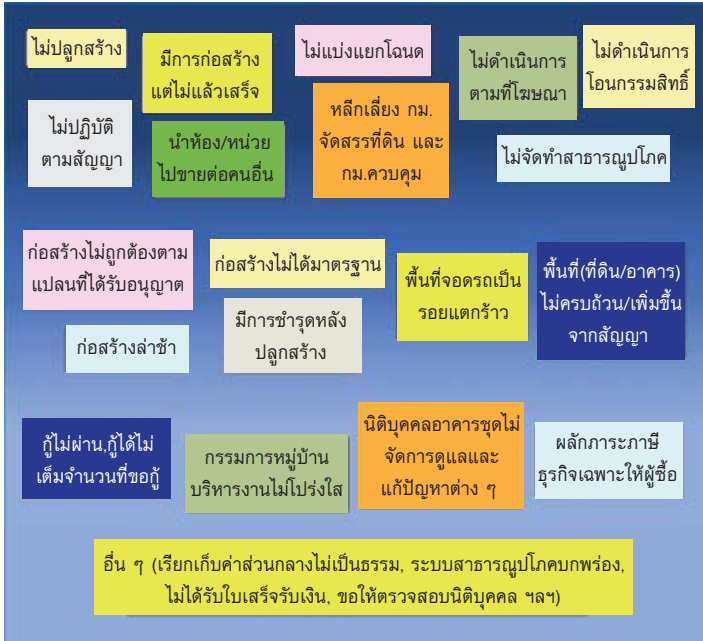 ไม่ปลูกสร้าง
มีการก่อสร้าง
แต่ไม่แล้วเสร็จ
ไม่แบ่งแยกโฉนด
ไม่ดำเนินการ
ตามที่โฆษณา
ไม่ดำเนินการ
โอนกรรมสิทธิ์
ไม่ปฏิบัติ
ตามสัญญา
นำห้อง/หน่วย
ไปขายต่อคนอื่น
หลีกเลี่ยง กม.
จัดสรรที่ดิน และ
กม.ควบคุม
ไม่จัดทำสาธารณูปโภค
ก่อสร้างไม่ถูกต้องตาม
แปลนที่ได้รับอนุญาต
ก่อสร้างไม่ได้มาตรฐาน
พื้นที่จอดรถเป็น
รอยแตกร้าว
พื้นที่(ที่ดิน/อาคาร)
ไม่ครบถ้วน/เพิ่มขึ้น
จากสัญญา
ก่อสร้างล่าช้า
มีการชำรุดหลัง
ปลูกสร้าง
กู้ไม่ผ่าน,กู้ได้ไม่
เต็มจำนวนที่ขอกู้
กรรมการหมู่บ้าน
บริหารงานไม่โปร่งใส
นิติบุคคลอาคารชุดไม่
จัดการดูแลและ
แก้ปัญหาต่าง ๆ
ผลักภาระภาษี
ธุรกิจเฉพาะให้ผู้ซื้อ
อื่น ๆ (เรียกเก็บค่าส่วนกลางไม่เป็นธรรม, ระบบสาธารณูปโภคบกพร่อง,
ไม่ได้รับใบเสร็จรับเงิน, ขอให้ตรวจสอบนิติบุคคล ฯลฯ)